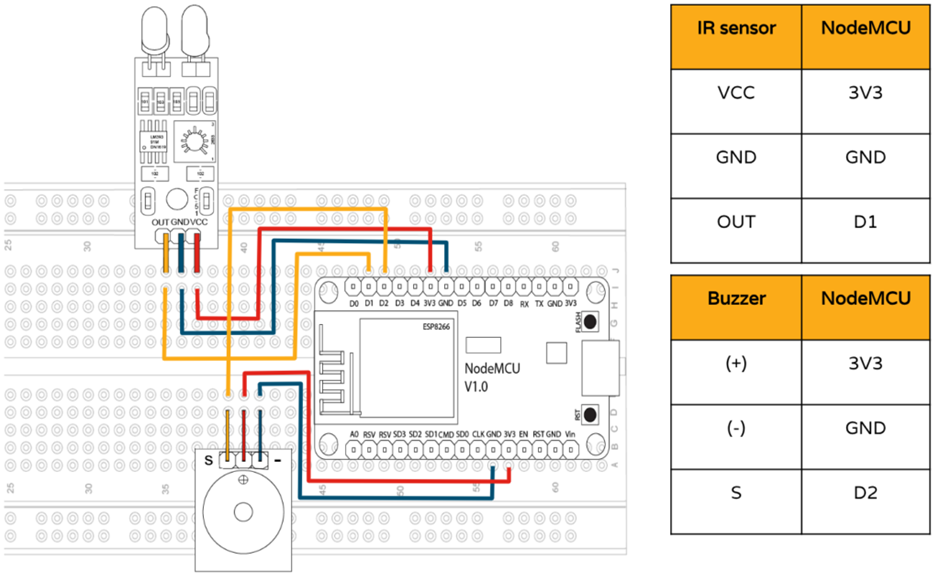 OUT GND VCC
25
30
40
50
55
60
J
I
H
G
D0 D1 D2 D3 D4 3V3 GND D5 D6 D7 D8 RX TX GND 3V3
ESP8266
FLASH
NodeMCU
V1.0
RST
D
C
B
A
A0 RSV RSV SD3 SD2 SD1 CMD SD0 CLK GND 3V3 EN RST GND Vin
S -
25
30
35
45
50
55
60
IR sensor NodeMCU
VCC 3V3
GND GND
OUT D1
Buzzer NodeMCU
(+) 3V3
(-) GND
S D2